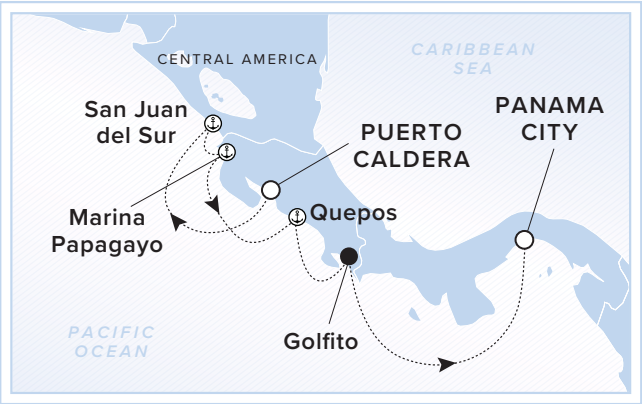 CENTRAL AMERICA
CARIBBEAN
SEA
San Juan
del Sur
PUERTO
CALDERA
PANAMA
CITY
Marina
Papagayo
Quepos
Golfito
PACIFIC
OCEAN